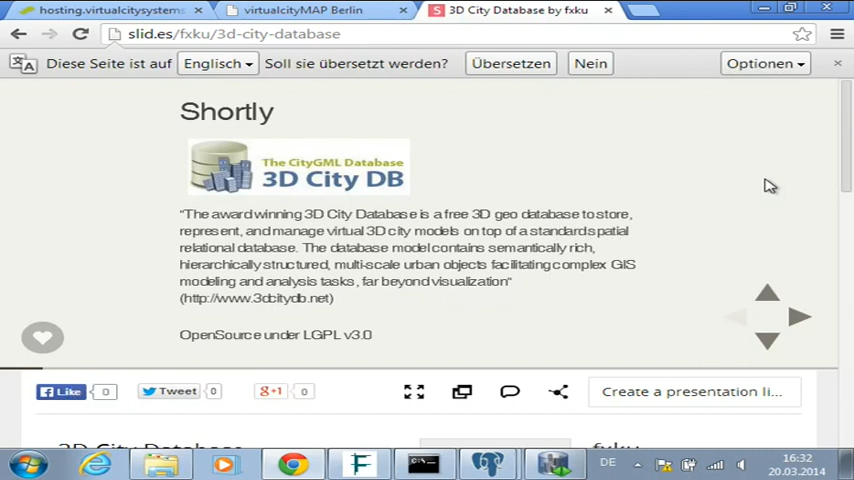 hosting.virtualcitysystems
virtualcityMAP Berlin
3D City Database by fxku
slid.es/fxku/3d-city-database
Diese Seite ist auf Englisch Soll sie übersetzt werden? Übersetzen Nein Optionen
Shortly
The CityGML Database
3D City DB
"The award winning 3D City Database is a free 3D geo database to store,
represent, and manage virtual 3D city models on top of a standard spatial
relational database. The database model contains semantically rich,
hierarchically structured, multi-scale urban objects facilitating complex GIS
modeling and analysis tasks, far beyond visualization"
(http://www.3dcitydb.net)
OpenSource under LGPL v3.0
Like 0 Tweet 0 g+1 0 Create a presentation li...
3D City Database
fxku
DE 16:32
20.03.2014